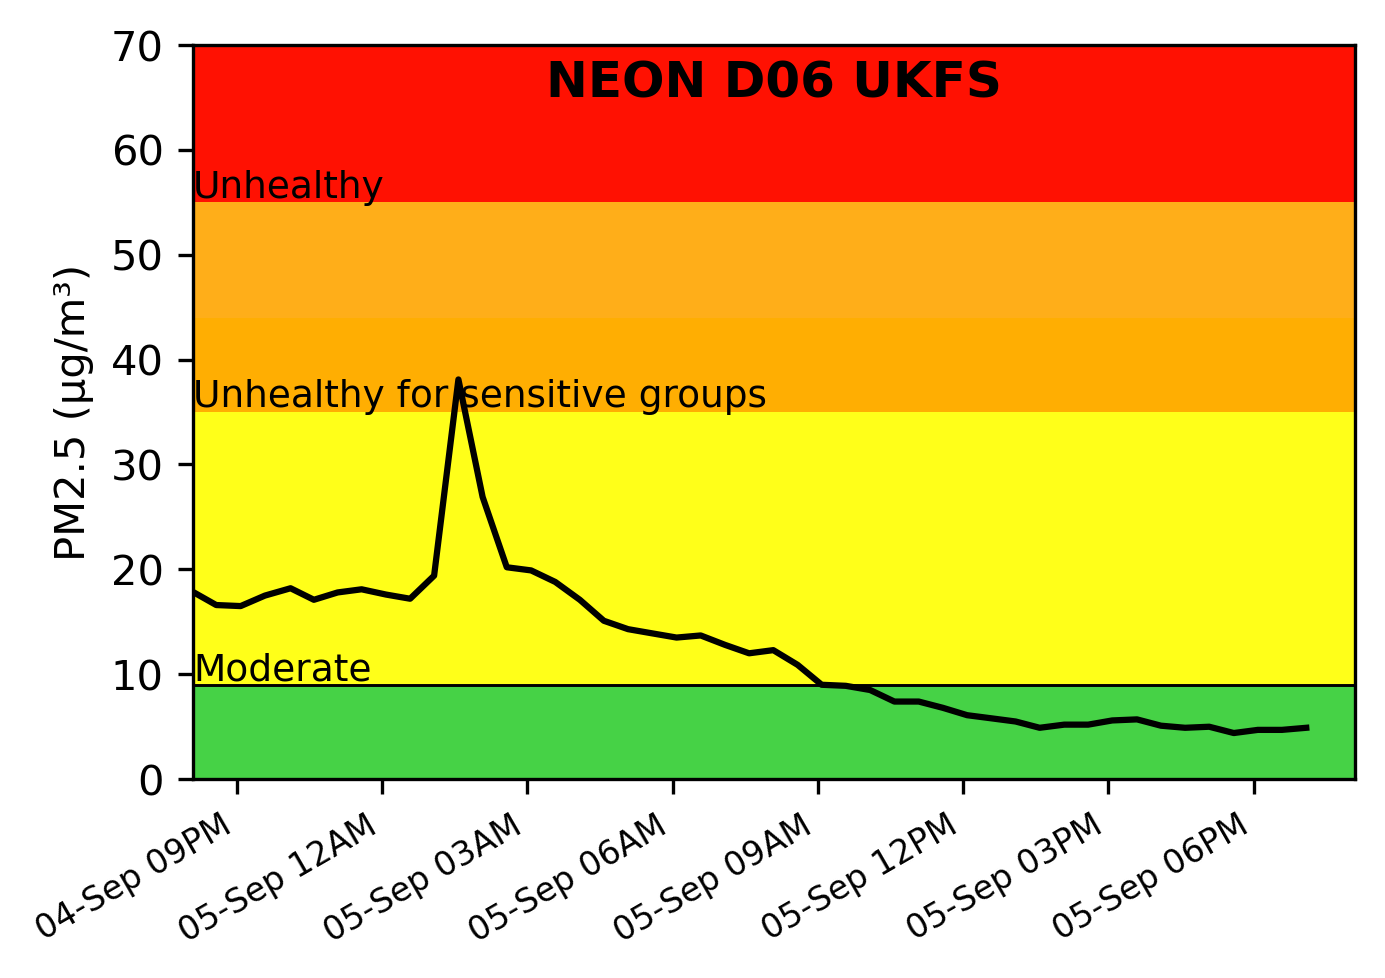 NEON D06 UKFS
PM2.5 (µg/m³)
70
60
50
40
30
20
10
0
Unhealthy
Unhealthy for sensitive groups
Moderate
04-Sep 09PM
05-Sep 12AM
05-Sep 03AM
05-Sep 06AM
05-Sep 09AM
05-Sep 12PM
05-Sep 03PM
05-Sep 06PM